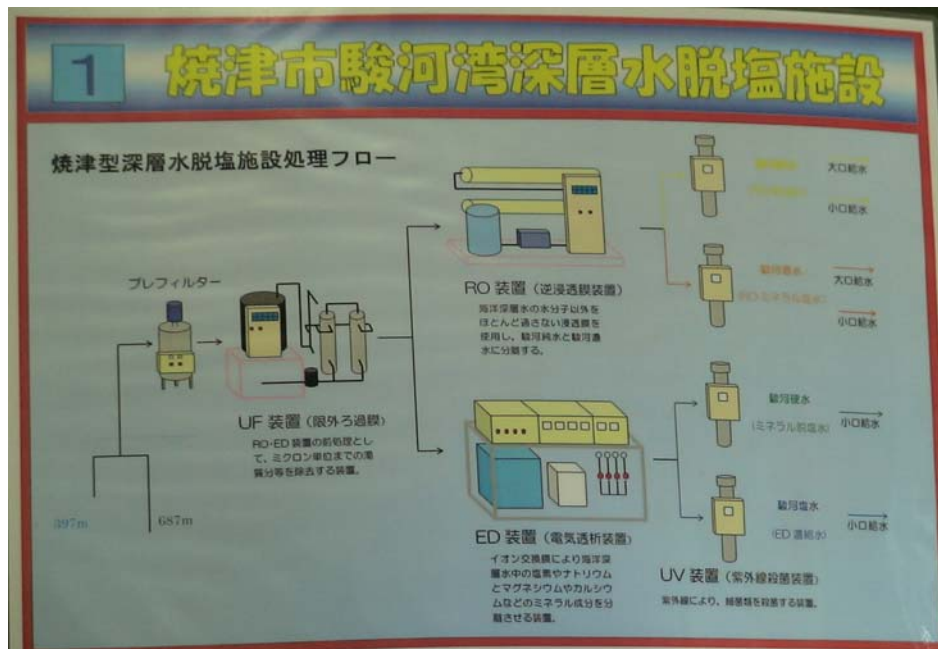 1 焼津市駿河湾深層水脱塩施設
焼津型深層水脱塩施設処理フロー
プレフィルター
UF 装置 (限外ろ過膜)
RO・ED 装置の前処理とし
て、ミクロン単位までの濁
質分等を除去する装置。
397m
687m
RO 装置 (逆浸透膜装置)
海洋深層水の水分子以外を
ほとんど通さない浸透膜を
使用し、駿河純水と駿河濃
水に分離する。
ED 装置 (電気透析装置)
イオン交換膜により海洋深
層水中の塩素やナトリウム
とマグネシウムやカルシウ
ムなどのミネラル成分を分
離させる装置。
大口給水
小口給水
駿河濃水
(ROミネラル塩水)
大口給水
小口給水
駿河硬水
(ミネラル脱塩水)
小口給水
駿河塩水
(ED濃給水)
小口給水
UV 装置 (紫外線殺菌装置)
紫外線により、細菌類を殺菌する装置。